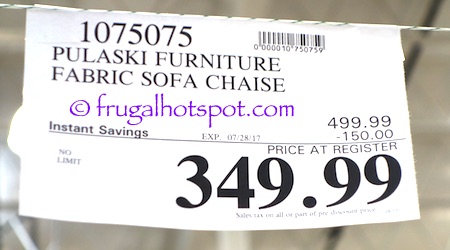 1075075
0000010750759
PULASKI FURNITURE
FABRIC SOFA CHAISE
© frugalhotspot.com
499.99
Instant Savings EXP. 07/28/17 -150.00
PRICE AT REGISTER
NO
LIMIT
349.99
Sales tax on all or part of pre discount price